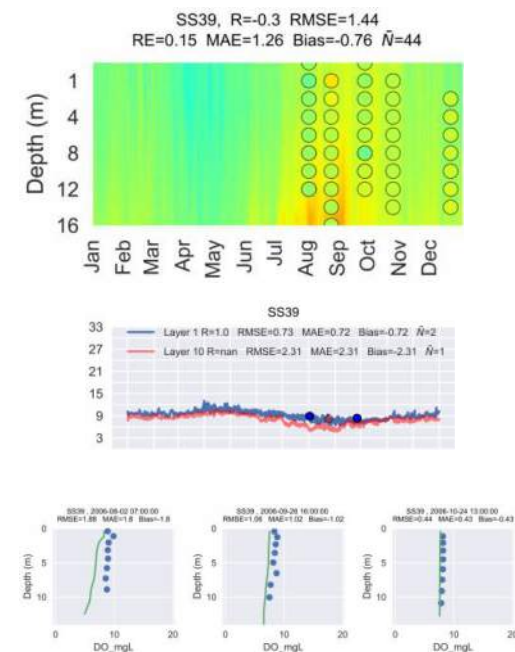 SS39, R=-0.3 RMSE=1.44
RE=0.15 MAE=1.26 Bias=-0.76 N̄=44
Depth (m)
1
4
8
12
16
Jan
Feb
Mar
Apr
May
Jun
Jul
Aug
Sep
Oct
Nov
Dec
SS39
33
27
21
15
9
3
Layer 1 R=1.0 RMSE=0.73 MAE=0.72 Bias=-0.72 N̄=2
Layer 10 R=nan RMSE=2.31 MAE=2.31 Bias=-2.31 N̄=1
SS39 , 2006-08-02 07:00:00
RMSE=1.88 MAE=1.8 Bias=-1.8
Depth (m)
0
5
10
0 10 20
DO_mgL
SS39 , 2006-09-26 16:00:00
RMSE=1.06 MAE=1.02 Bias=-1.02
Depth (m)
0
5
10
0 10 20
DO_mgL
SS39 , 2006-10-24 13:00:00
RMSE=0.44 MAE=0.43 Bias=-0.43
Depth (m)
0
5
10
0 10 20
DO_mgL